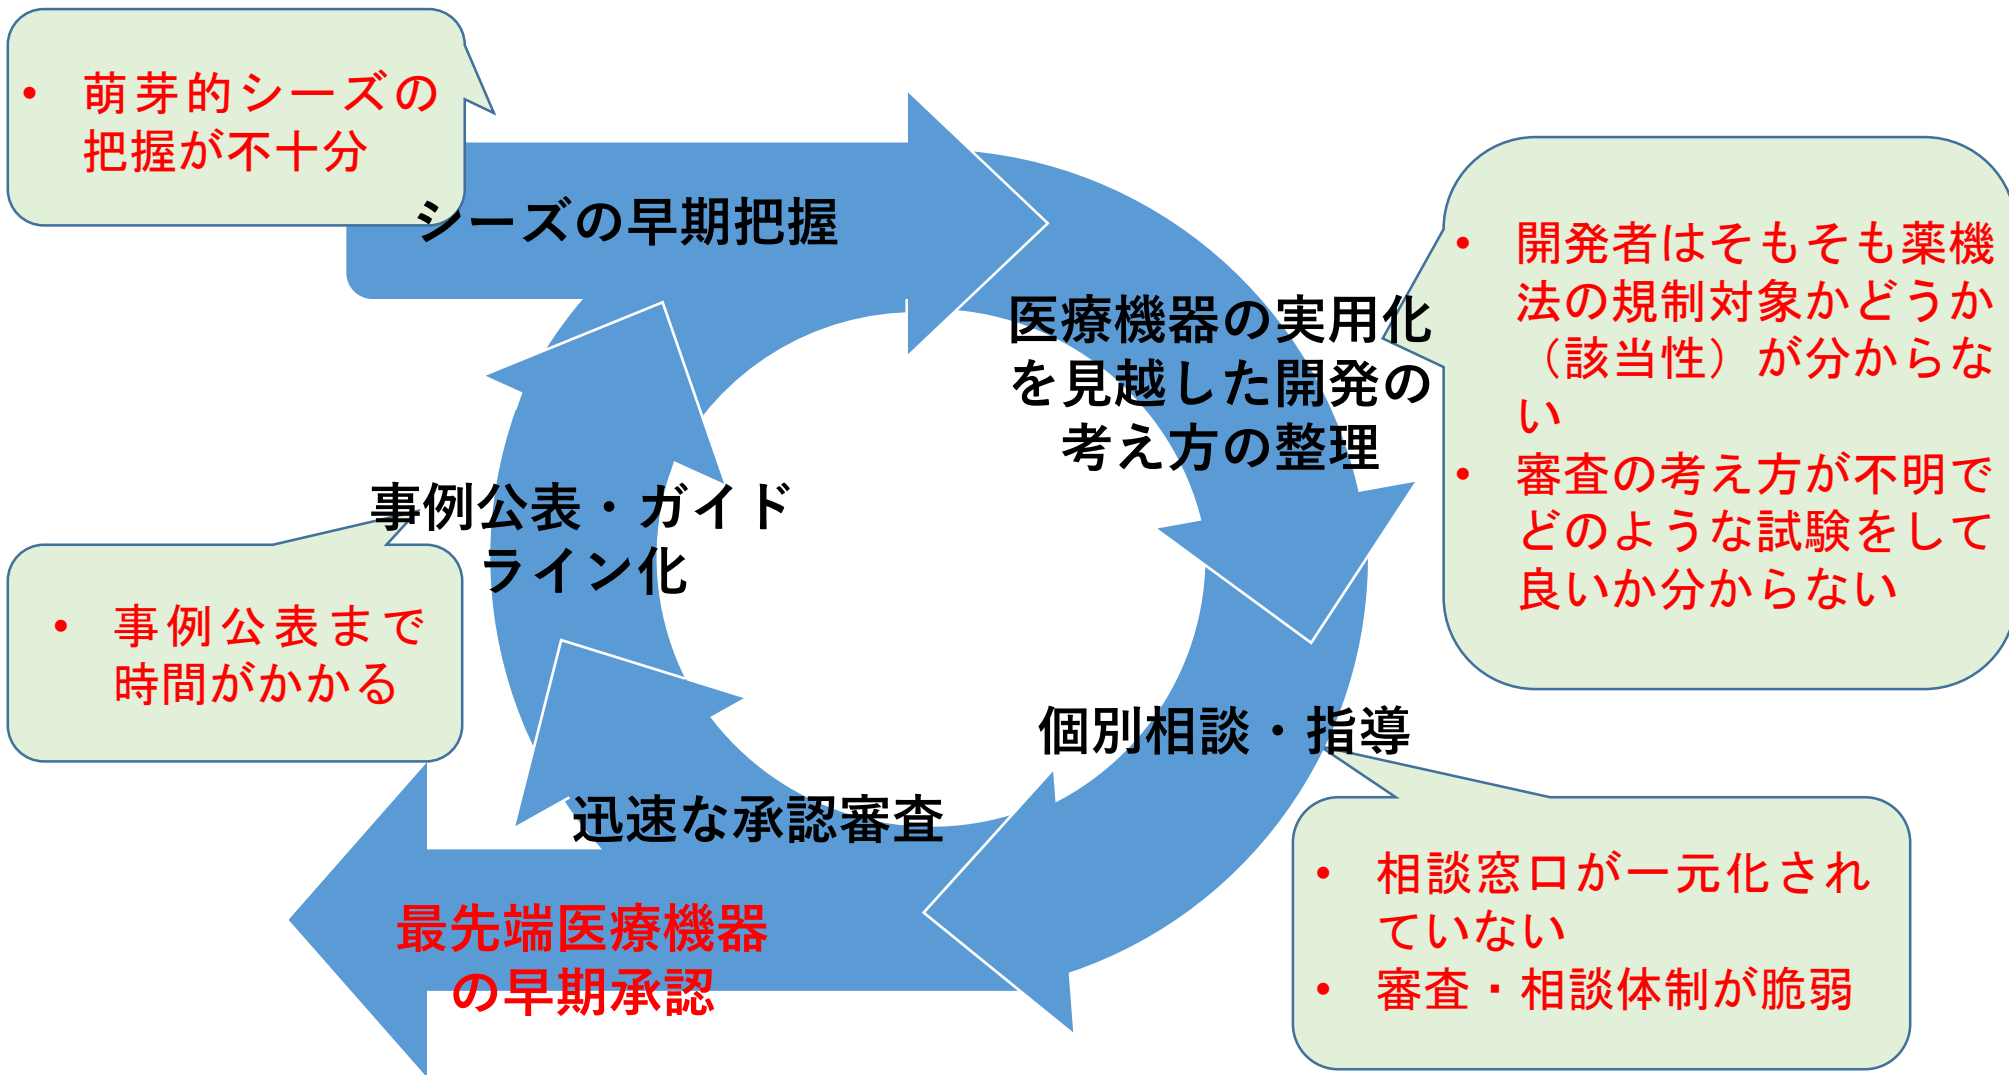 • 萌芽的シーズの
把握が不十分
シーズの早期把握
医療機器の実用化
を見越した開発の
考え方の整理
• 開発者はそもそも薬機
法の規制対象かどうか
（該当性）が分からな
い
• 審査の考え方が不明で
どのような試験をして
良いか分からない
事例公表・ガイド
ライン化
• 事例公表まで
時間がかかる
個別相談・指導
• 相談窓口が一元化され
ていない
• 審査・相談体制が脆弱
迅速な承認審査
最先端医療機器
の早期承認